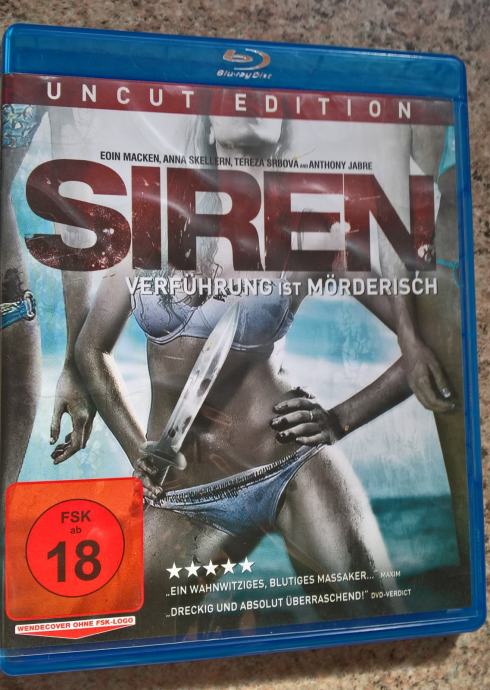 Blu-ray Disc
UNCUT EDITION
EOIN MACKEN, ANNA SKELLERN, TEREZA SRBOVA AND ANTHONY JABRE
SIREN
VERFÜHRUNG IST MÖRDERISCH
FSK
ab
18
WENDECOVER OHNE FSK-LOGO
„EIN WAHNWITZIGES, BLUTIGES MASSAKER...“ MAXIM
„DRECKIG UND ABSOLUT ÜBERRASCHEND!“ DVD-VERDICT